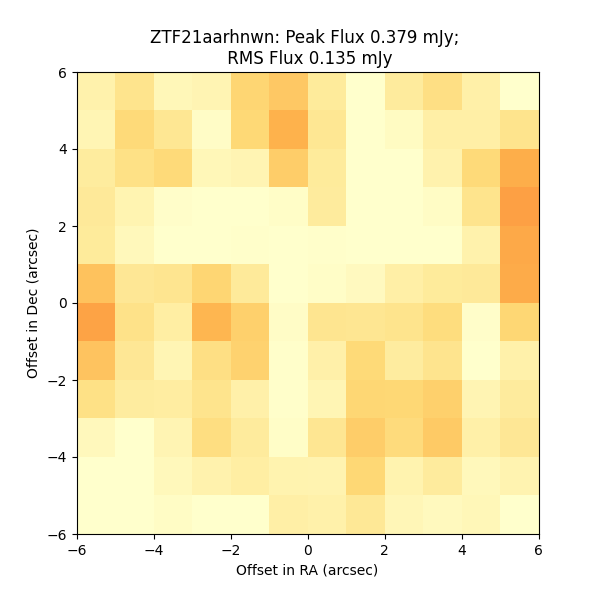 ZTF21aarhnwn: Peak Flux 0.379 mJy;
RMS Flux 0.135 mJy
6
4
2
0
−2
−4
−6
Offset in Dec (arcsec)
−6 −4 −2 0 2 4 6
Offset in RA (arcsec)